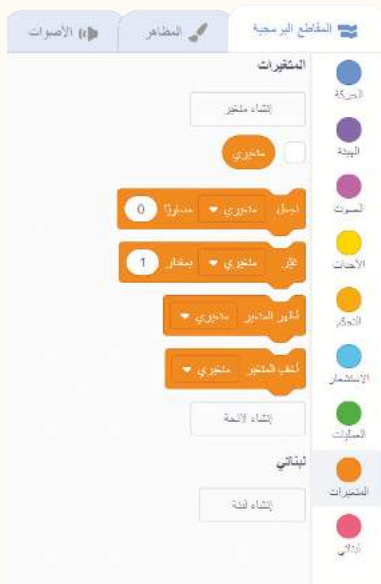 المقاطع البرمجية
المظاهر
الأصوات
المتغيرات
إنشاء متغير
متغيري
اجعل متغيري مساويًا 0
غيِّر متغيري بمقدار 1
أظهر المتغير متغيري
أخفِ المتغير متغيري
إنشاء لائحة
لبناتي
إنشاء لبنة
الحركة
الهيئة
الصوت
الأحداث
التحكم
الاستشعار
العمليات
المتغيرات
لبناتي